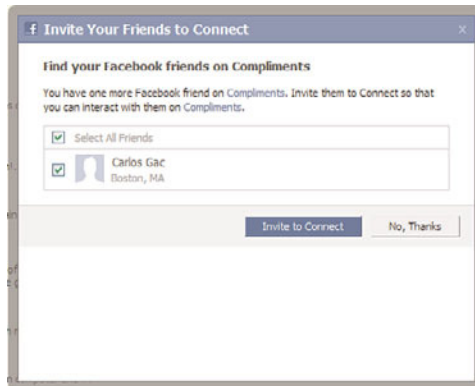 f Invite Your Friends to Connect x
Find your Facebook friends on Compliments
You have one more Facebook friend on Compliments. Invite them to Connect so that
you can interact with them on Compliments.
Select All Friends
Carlos Gac
Boston, MA
Invite to Connect No, Thanks